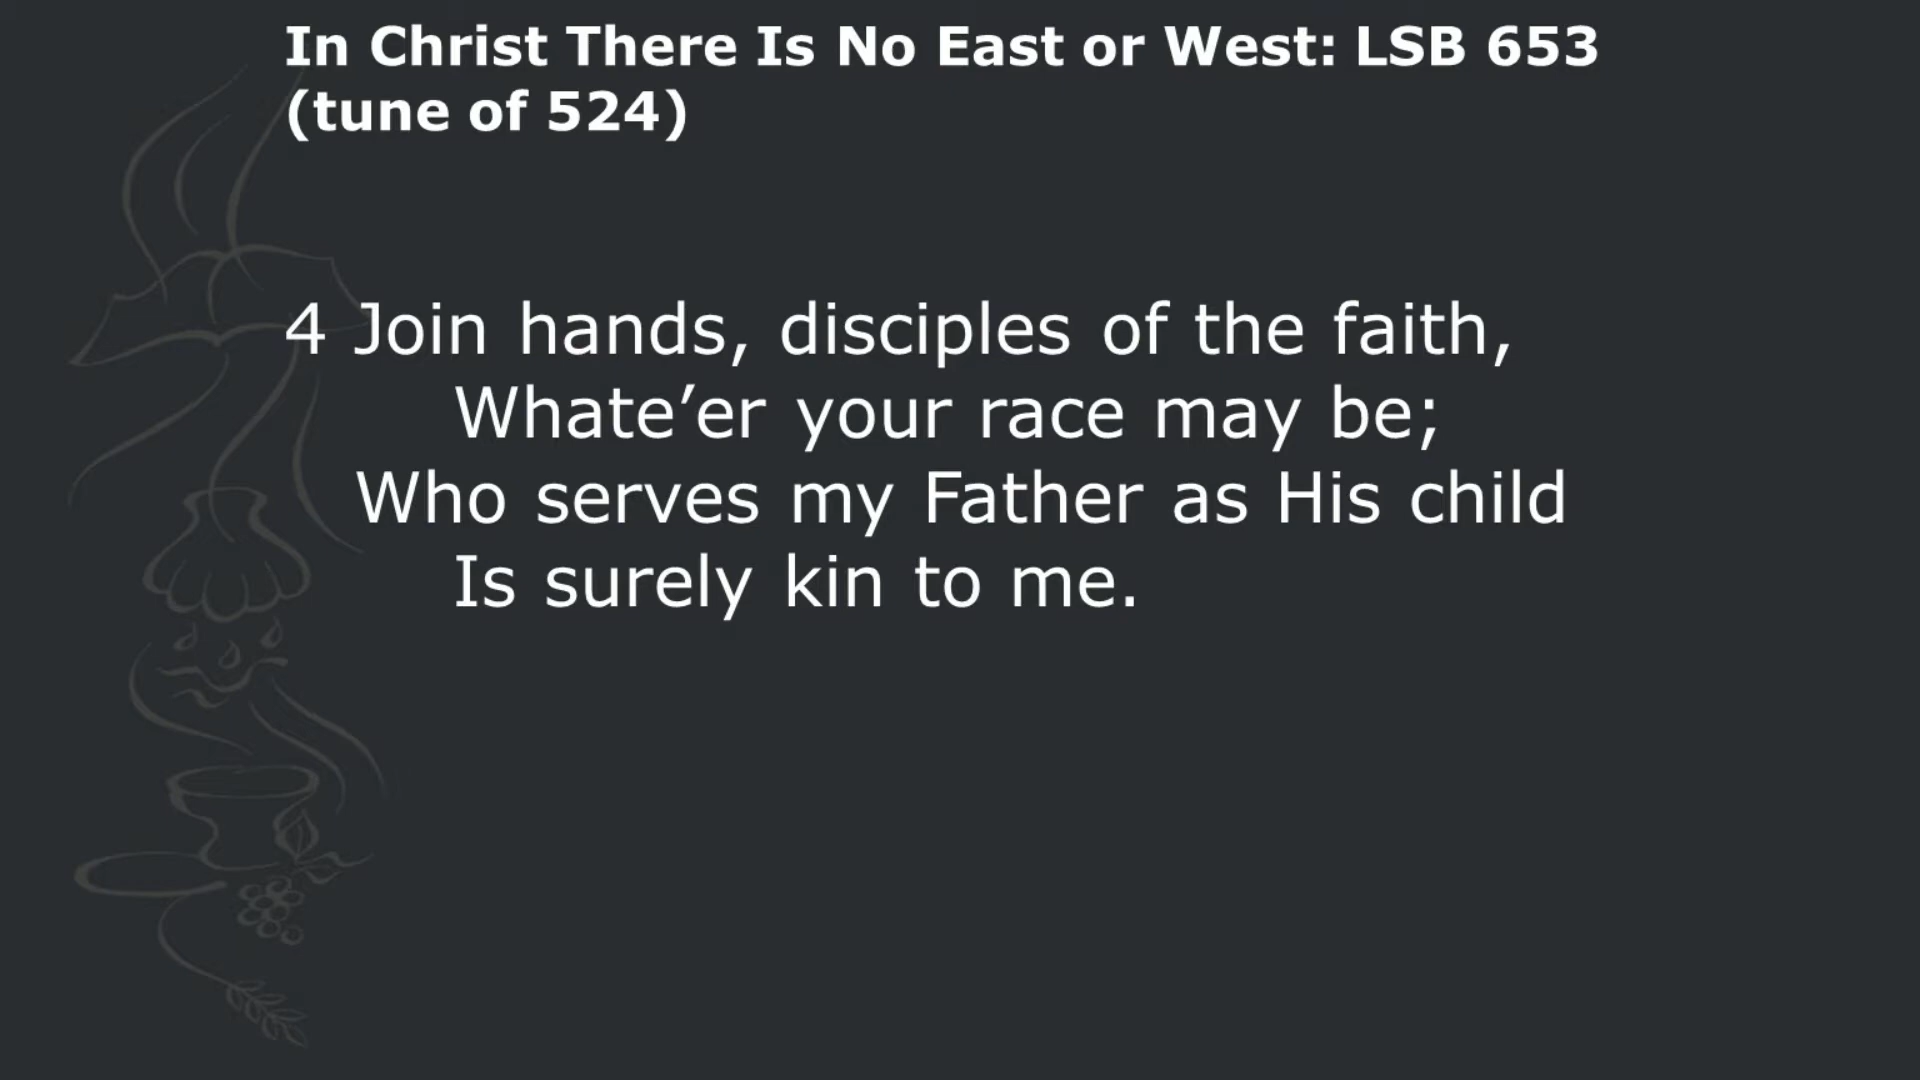 In Christ There Is No East or West: LSB 653
(tune of 524)
4 Join hands, disciples of the faith,
Whate’er your race may be;
Who serves my Father as His child
Is surely kin to me.